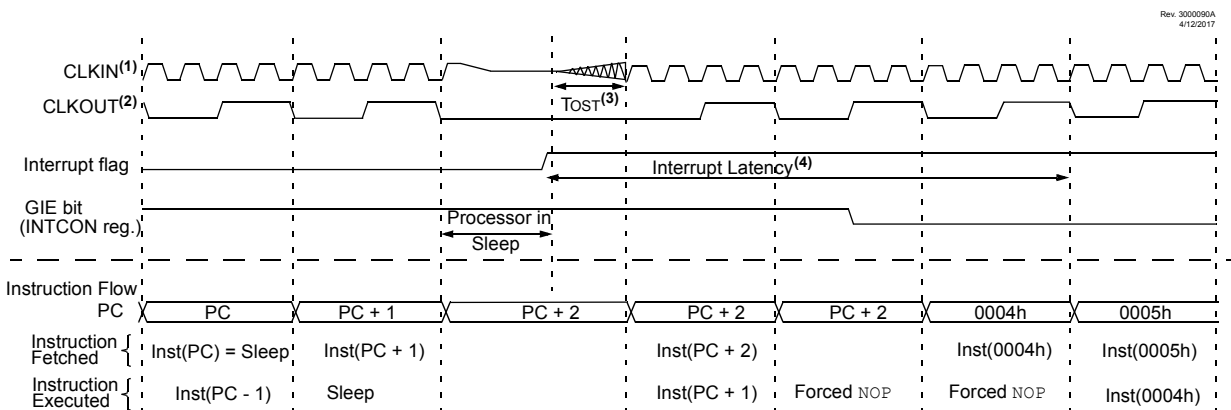 Rev. 3000090A
4/12/2017
CLKIN(1)
CLKOUT(2)
TOST(3)
Interrupt flag
Interrupt Latency(4)
GIE bit
(INTCON reg.)
Processor in
Sleep
Instruction Flow
PC PC PC + 1 PC + 2 PC + 2 PC + 2 0004h 0005h
Instruction
Fetched { Inst(PC) = Sleep Inst(PC + 1) Inst(PC + 2) Inst(0004h) Inst(0005h)
Instruction
Executed { Inst(PC - 1) Sleep Inst(PC + 1) Forced NOP Forced NOP Inst(0004h)